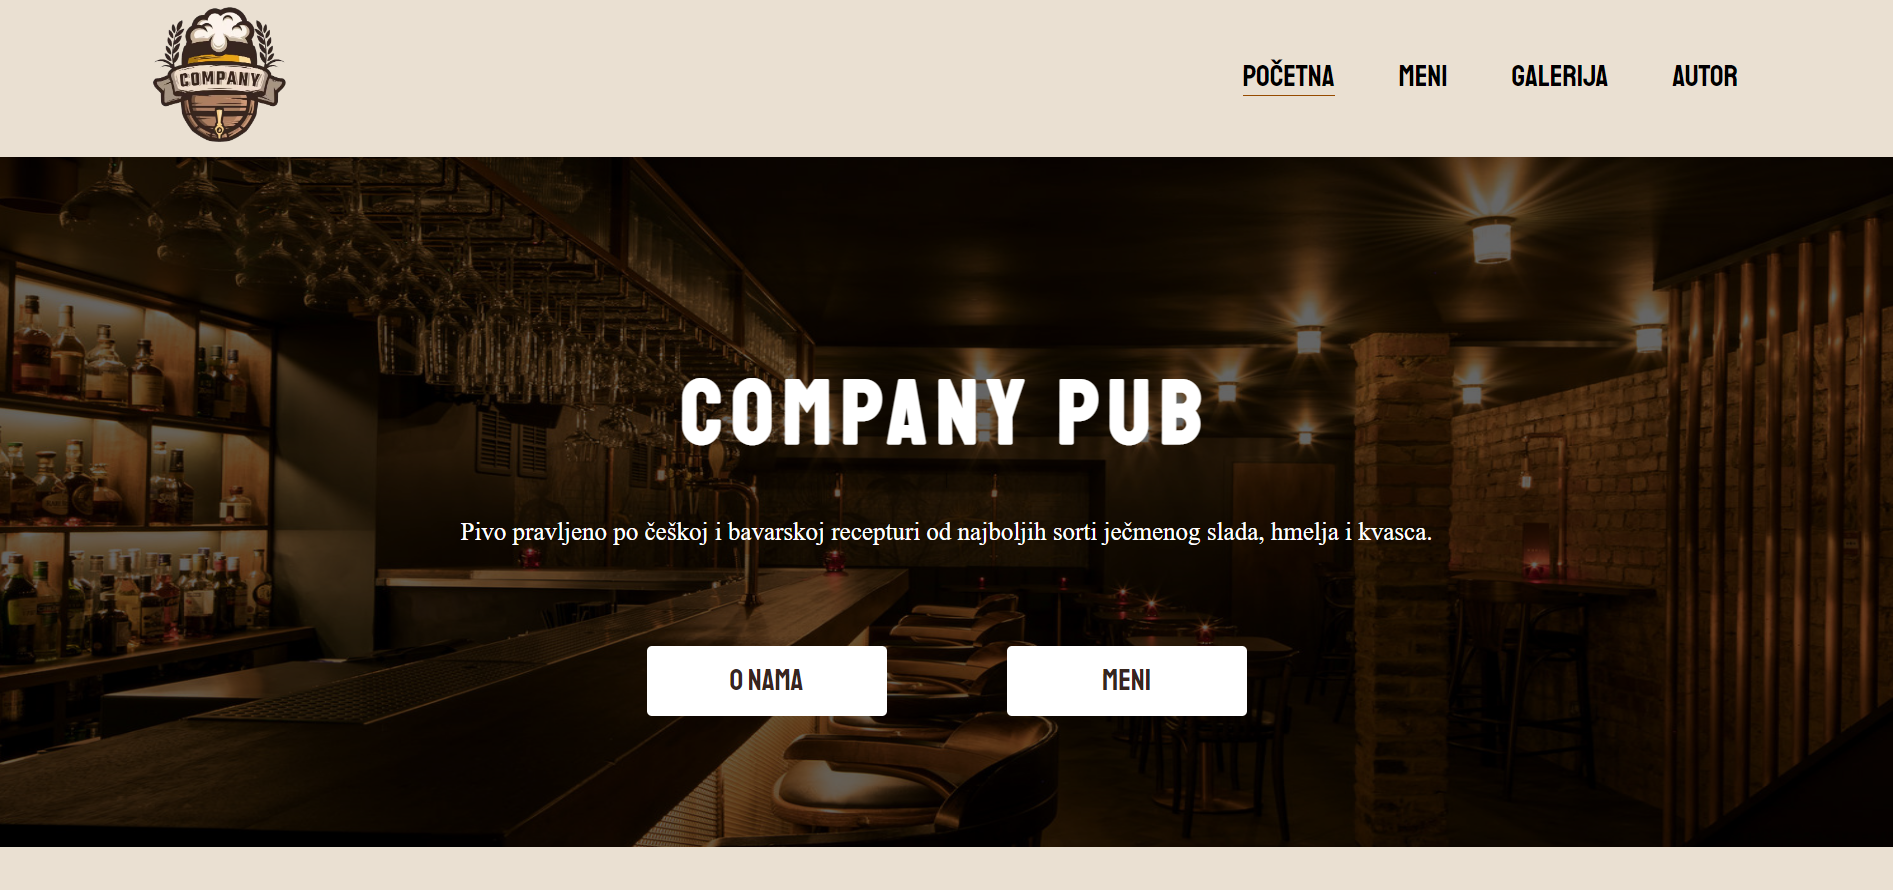 COMPANY
POČETNA MENI GALERIJA AUTOR
COMPANY PUB
Pivo pravljeno po češkoj i bavarskoj recepturi od najboljih sorti ječmenog slada, hmelja i kvasca.
O NAMA MENI